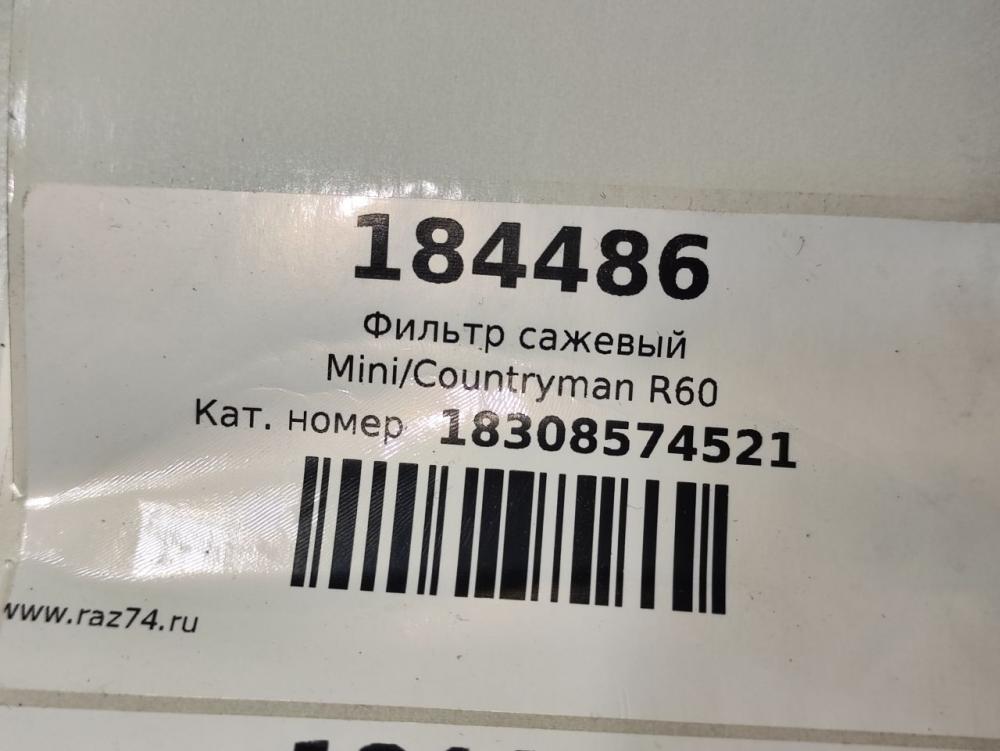 184486
Фильтр сажевый
Mini/Countryman R60
Кат. номер 18308574521
www.raz74.ru